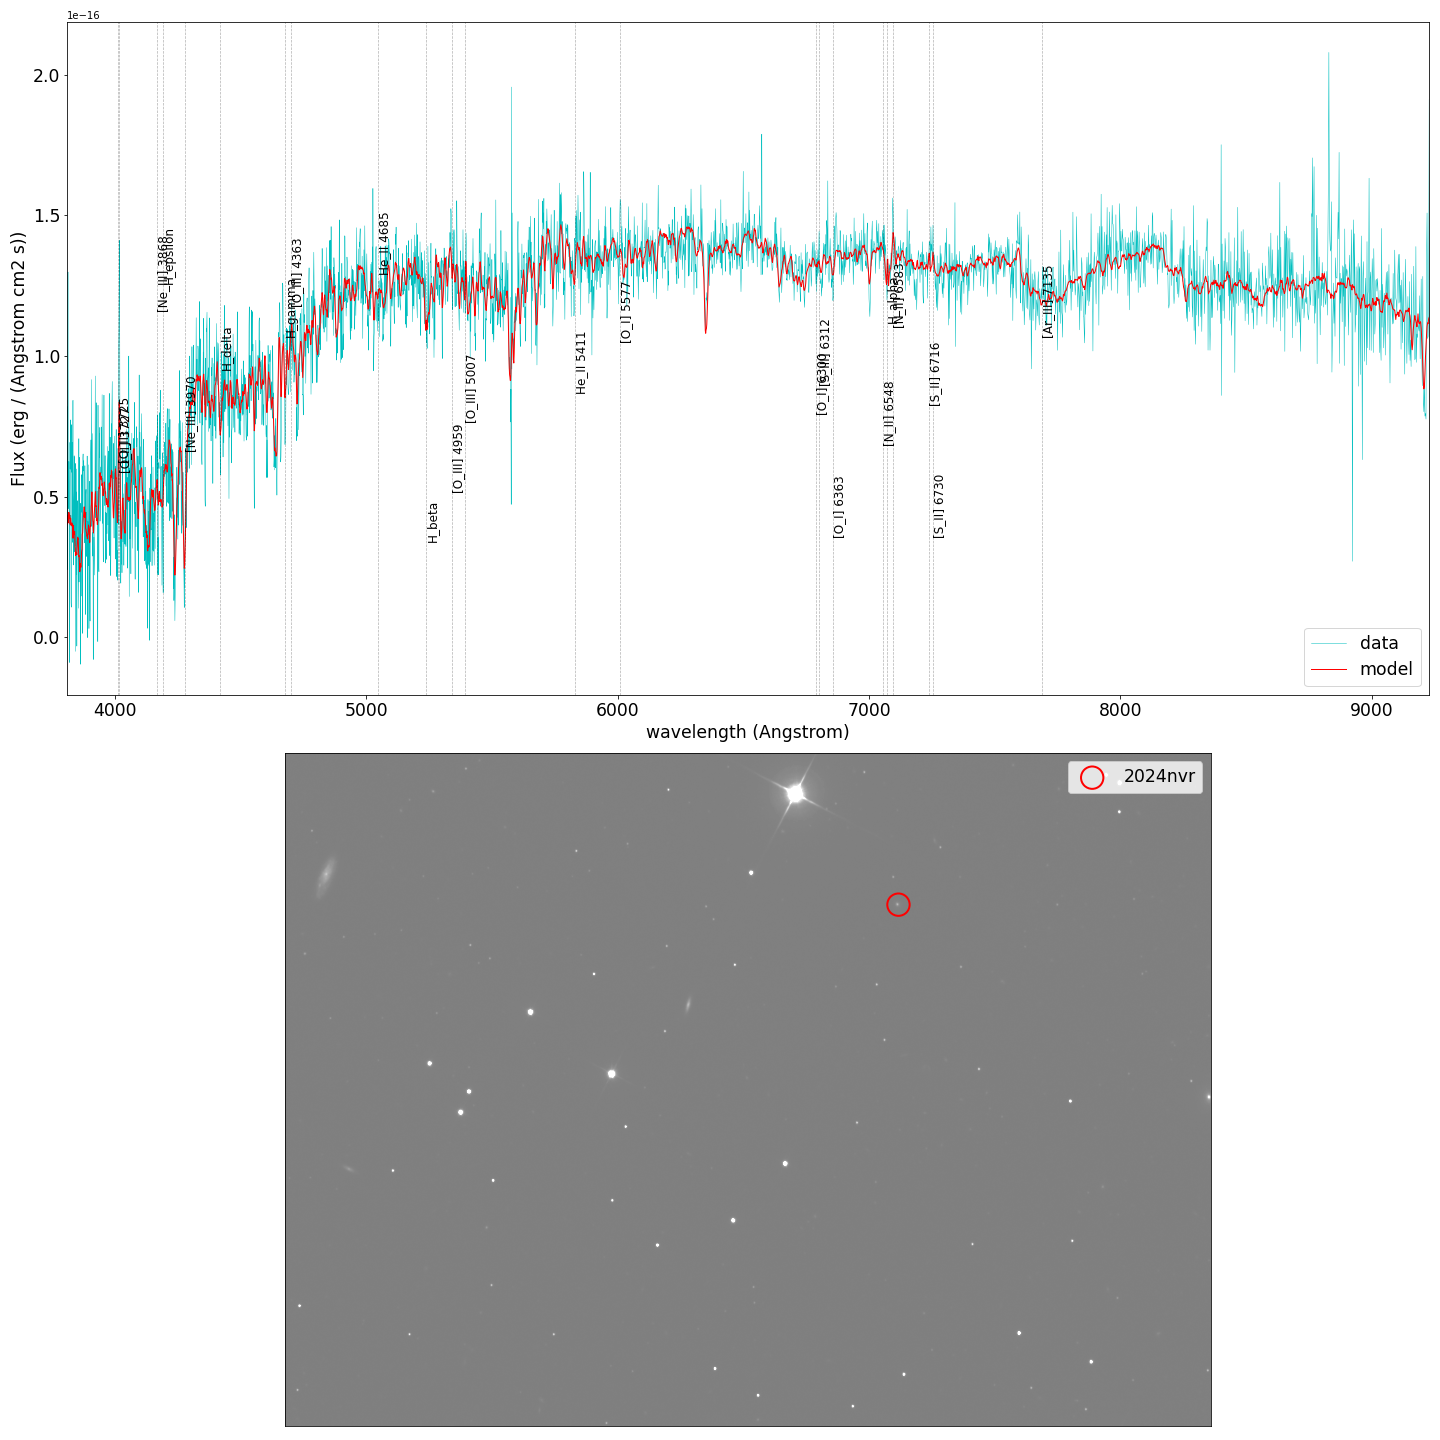 1e−16
Flux (erg / (Angstrom cm2 s))
2.0
1.5
1.0
0.5
0.0
[Ne_III] 3868
H_epsilon
[Ne_III] 3970
H_delta
H_gamma
[O_III] 4363
He_II 4685
H_beta
[O_III] 4959
[O_III] 5007
He_II 5411
[O_I] 5577
[O_I] 6300
[S_III] 6312
[O_I] 6363
[N_II] 6548
H_alpha
[N_II] 6583
[S_II] 6716
[S_II] 6730
[Ar_III] 7135
data
model
4000 5000 6000 7000 8000 9000
wavelength (Angstrom)
2024nvr